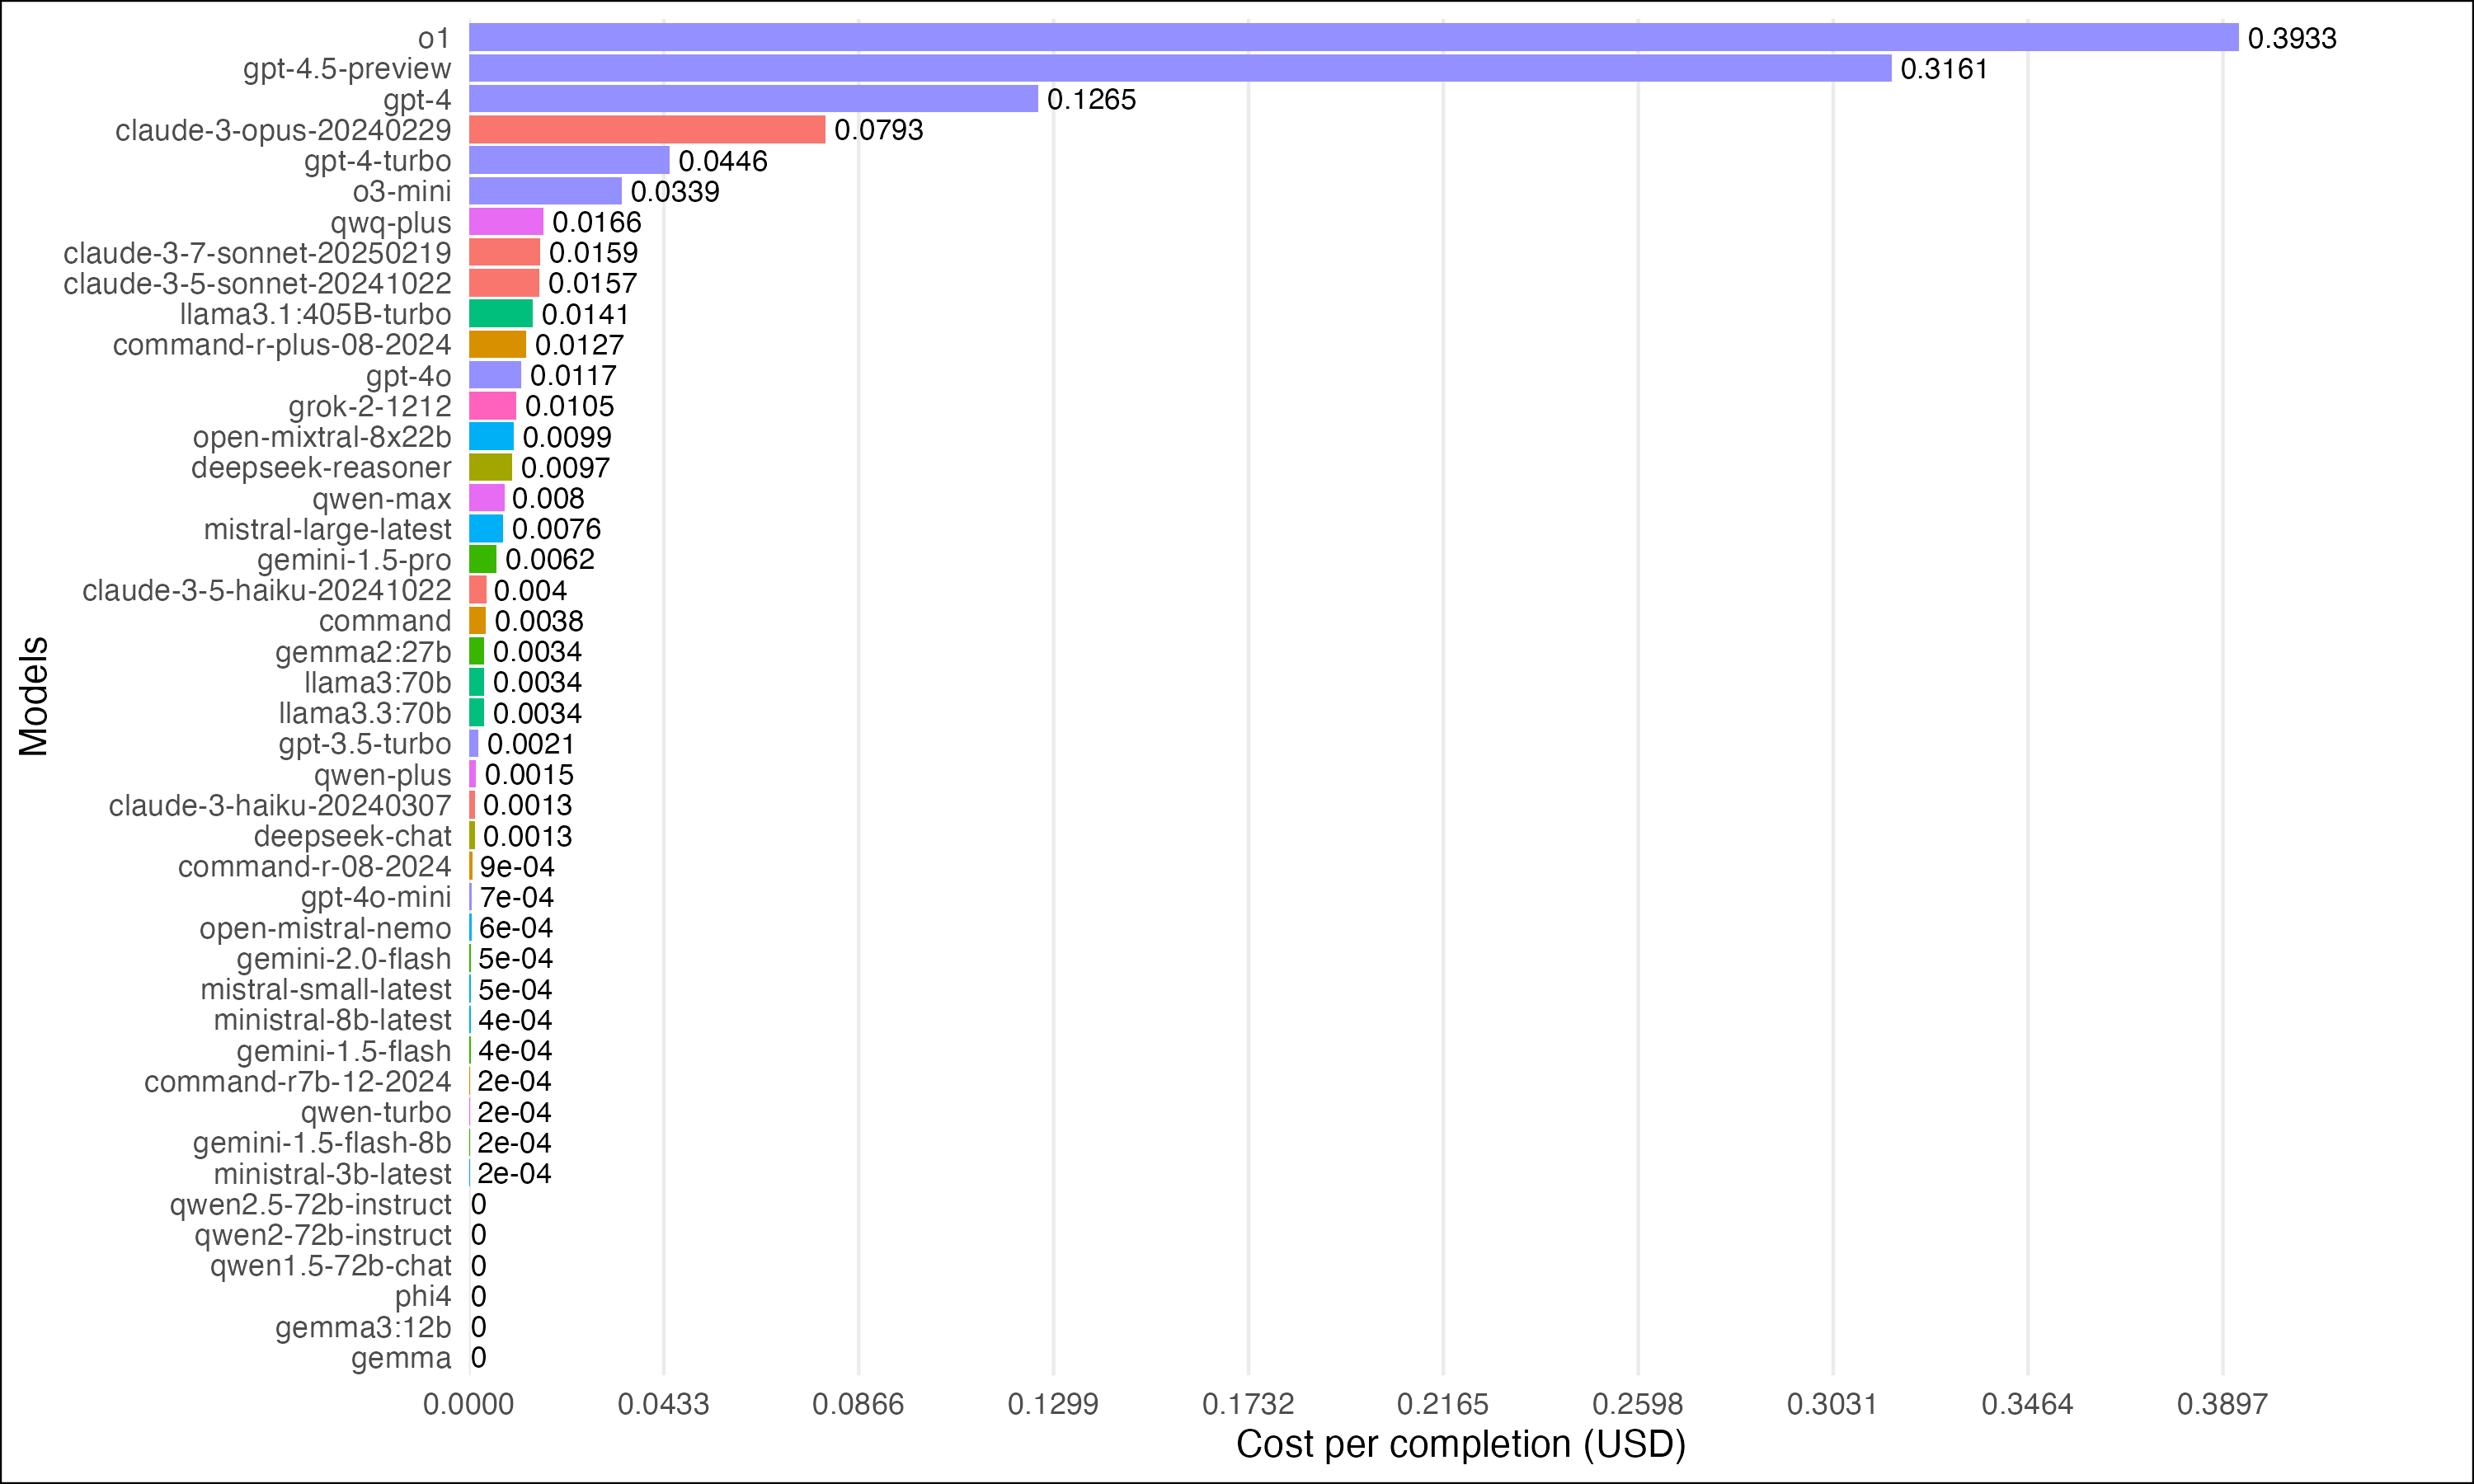 o1 0.3933
gpt-4.5-preview 0.3161
gpt-4 0.1265
claude-3-opus-20240229 0.0793
gpt-4-turbo 0.0446
o3-mini 0.0339
qwq-plus 0.0166
claude-3-7-sonnet-20250219 0.0159
claude-3-5-sonnet-20241022 0.0157
llama3.1:405B-turbo 0.0141
command-r-plus-08-2024 0.0127
gpt-4o 0.0117
grok-2-1212 0.0105
open-mixtral-8x22b 0.0099
deepseek-reasoner 0.0097
qwen-max 0.008
mistral-large-latest 0.0076
gemini-1.5-pro 0.0062
claude-3-5-haiku-20241022 0.004
command 0.0038
gemma2:27b 0.0034
llama3:70b 0.0034
llama3.3:70b 0.0034
gpt-3.5-turbo 0.0021
qwen-plus 0.0015
claude-3-haiku-20240307 0.0013
deepseek-chat 0.0013
command-r-08-2024 9e-04
gpt-4o-mini 7e-04
open-mistral-nemo 6e-04
gemini-2.0-flash 5e-04
mistral-small-latest 5e-04
ministral-8b-latest 4e-04
gemini-1.5-flash 4e-04
command-r7b-12-2024 2e-04
qwen-turbo 2e-04
gemini-1.5-flash-8b 2e-04
ministral-3b-latest 2e-04
qwen2.5-72b-instruct 0
qwen2-72b-instruct 0
qwen1.5-72b-chat 0
phi4 0
gemma3:12b 0
gemma 0
Models
0.0000 0.0433 0.0866 0.1299 0.1732 0.2165 0.2598 0.3031 0.3464 0.3897
Cost per completion (USD)